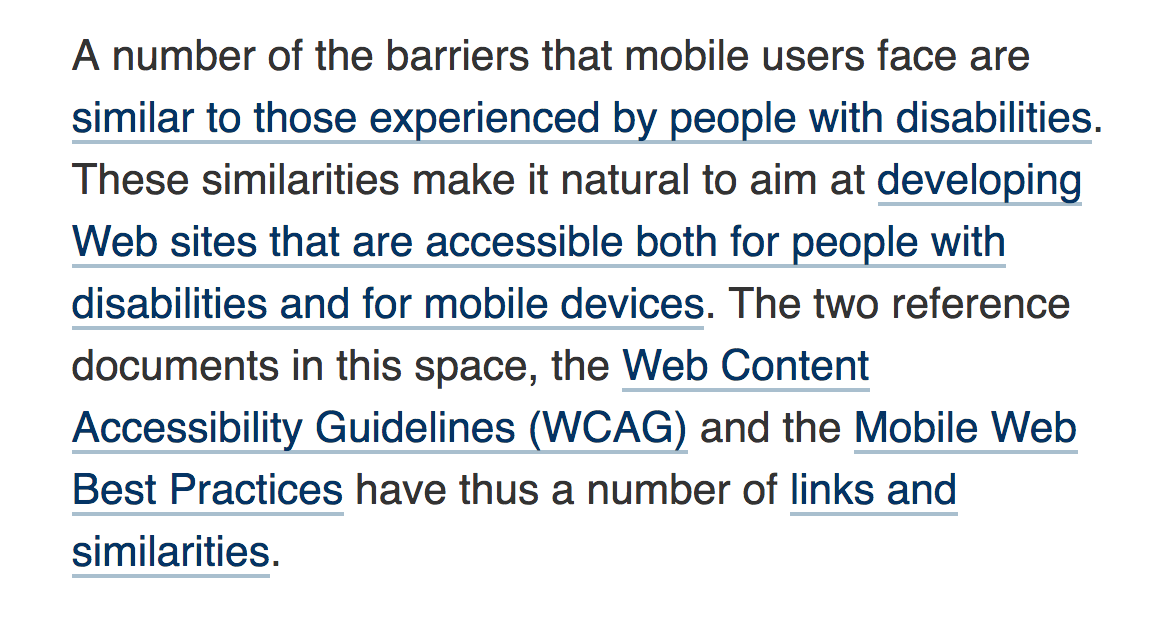 A number of the barriers that mobile users face are
similar to those experienced by people with disabilities.
These similarities make it natural to aim at developing
Web sites that are accessible both for people with
disabilities and for mobile devices. The two reference
documents in this space, the Web Content
Accessibility Guidelines (WCAG) and the Mobile Web
Best Practices have thus a number of links and
similarities.